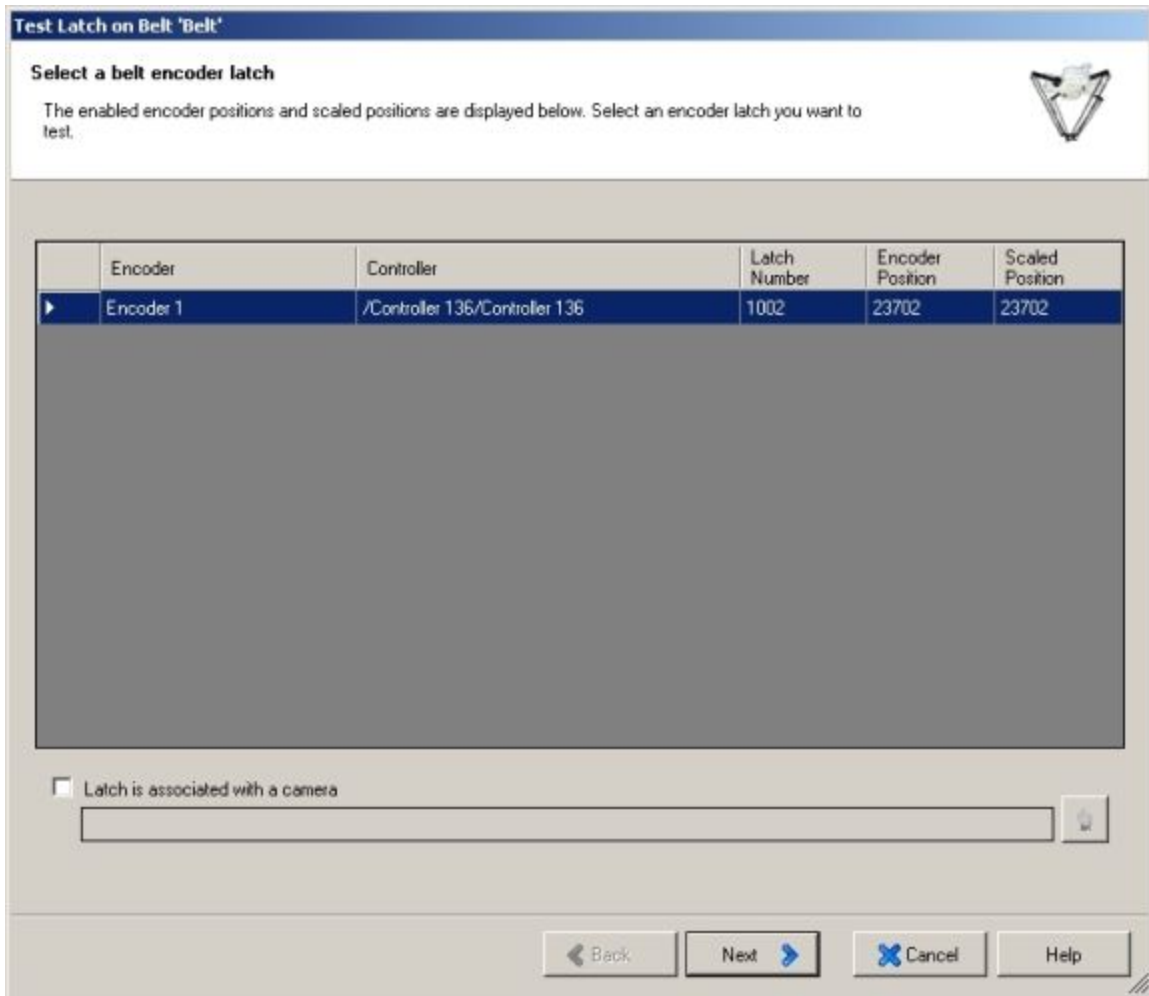 Test Latch on Belt 'Belt'
Select a belt encoder latch
The enabled encoder positions and scaled positions are displayed below. Select an encoder latch you want to
test.
Encoder Controller Latch Number Encoder Position Scaled Position
Encoder 1 /Controller 136/Controller 136 1002 23702 23702
Latch is associated with a camera
Back Next Cancel Help